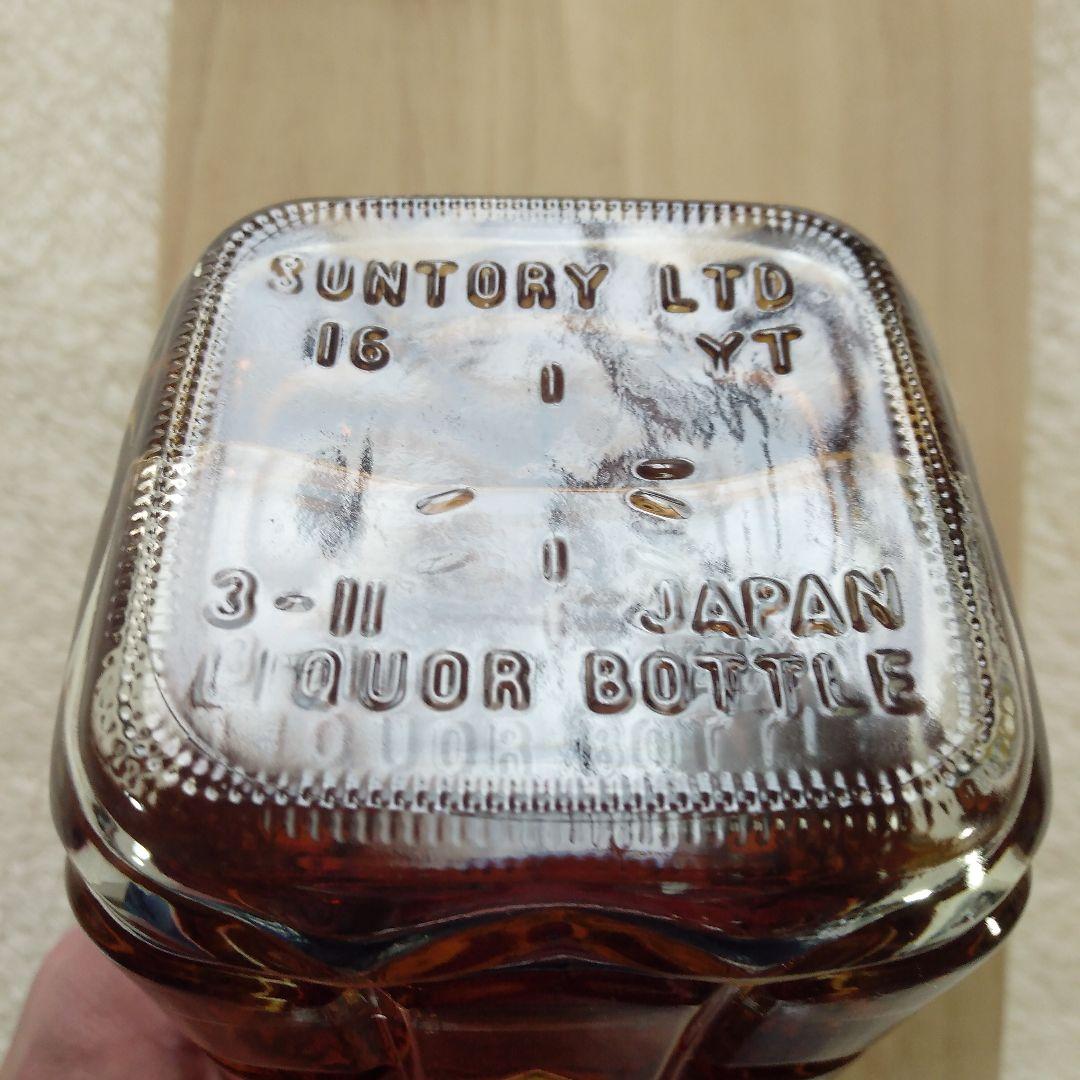 SUNTORY LTD
16 YT
3-11 JAPAN
LIQUOR BOTTLE